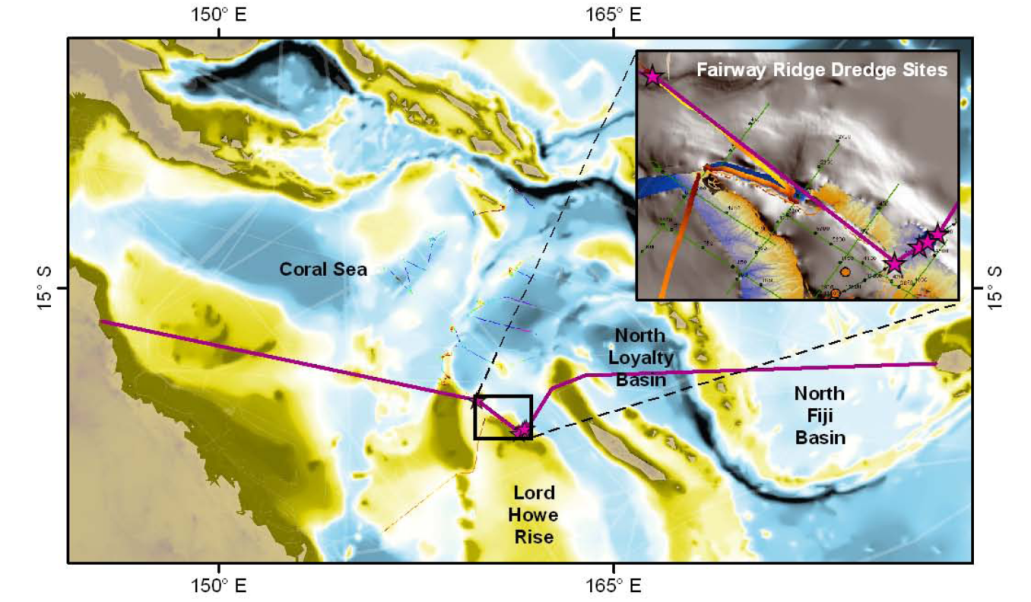 150° E
165° E
Fairway Ridge Dredge Sites
Coral Sea
15° S
15° S
North
Loyalty
Basin
North
Fiji
Basin
Lord
Howe
Rise
150° E
165° E